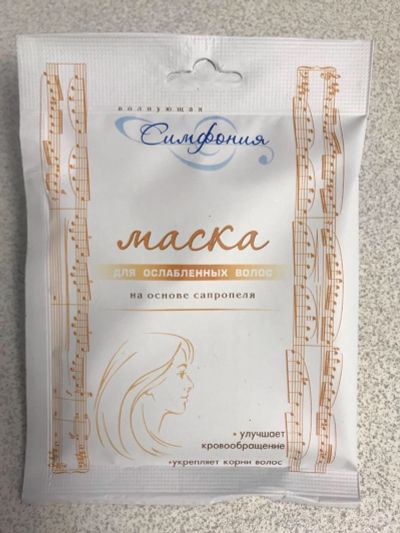 волнующая
Симфония
маска
для ослабленных волос
на основе сапропеля
• улучшает
кровообращение
•укрепляет корни волос